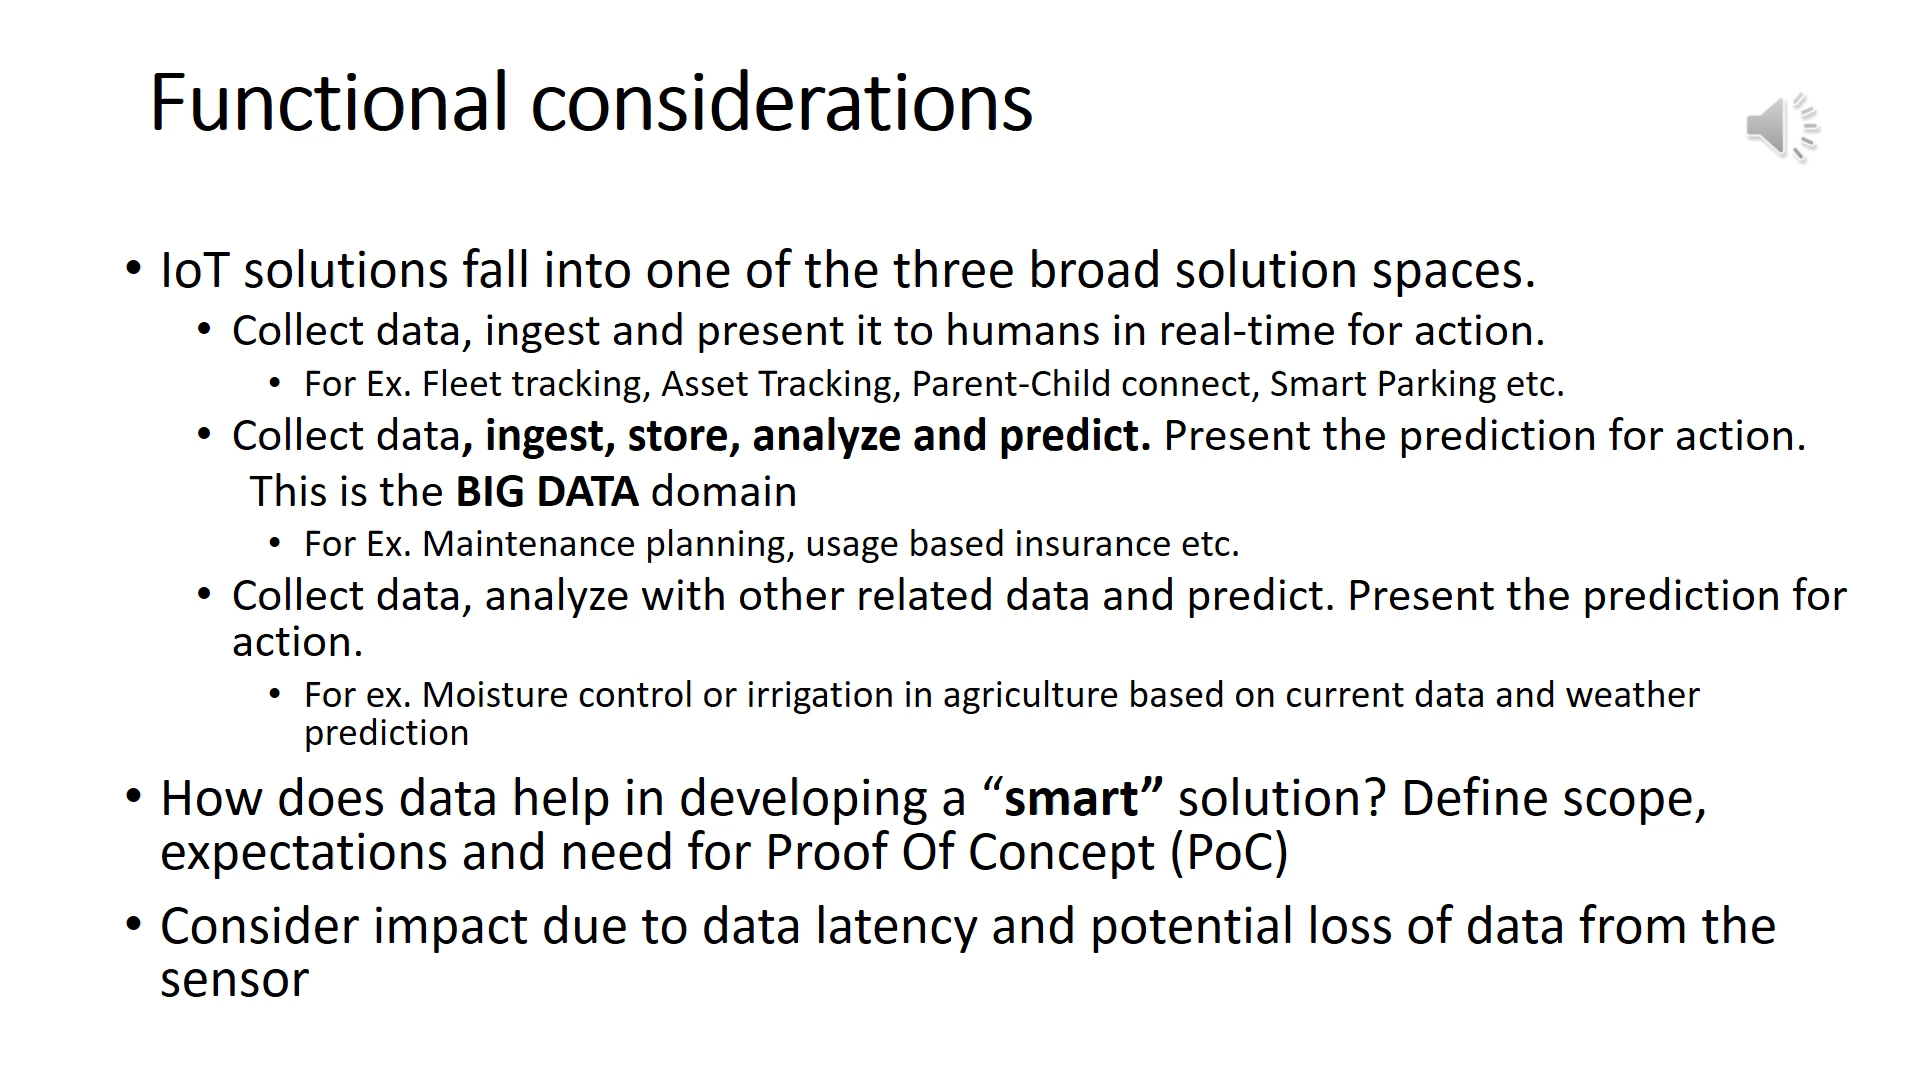 Functional considerations
• IoT solutions fall into one of the three broad solution spaces.
• Collect data, ingest and present it to humans in real-time for action.
• For Ex. Fleet tracking, Asset Tracking, Parent-Child connect, Smart Parking etc.
• Collect data, ingest, store, analyze and predict. Present the prediction for action.
This is the BIG DATA domain
• For Ex. Maintenance planning, usage based insurance etc.
• Collect data, analyze with other related data and predict. Present the prediction for
action.
• For ex. Moisture control or irrigation in agriculture based on current data and weather
prediction
• How does data help in developing a “smart” solution? Define scope,
expectations and need for Proof Of Concept (PoC)
• Consider impact due to data latency and potential loss of data from the
sensor